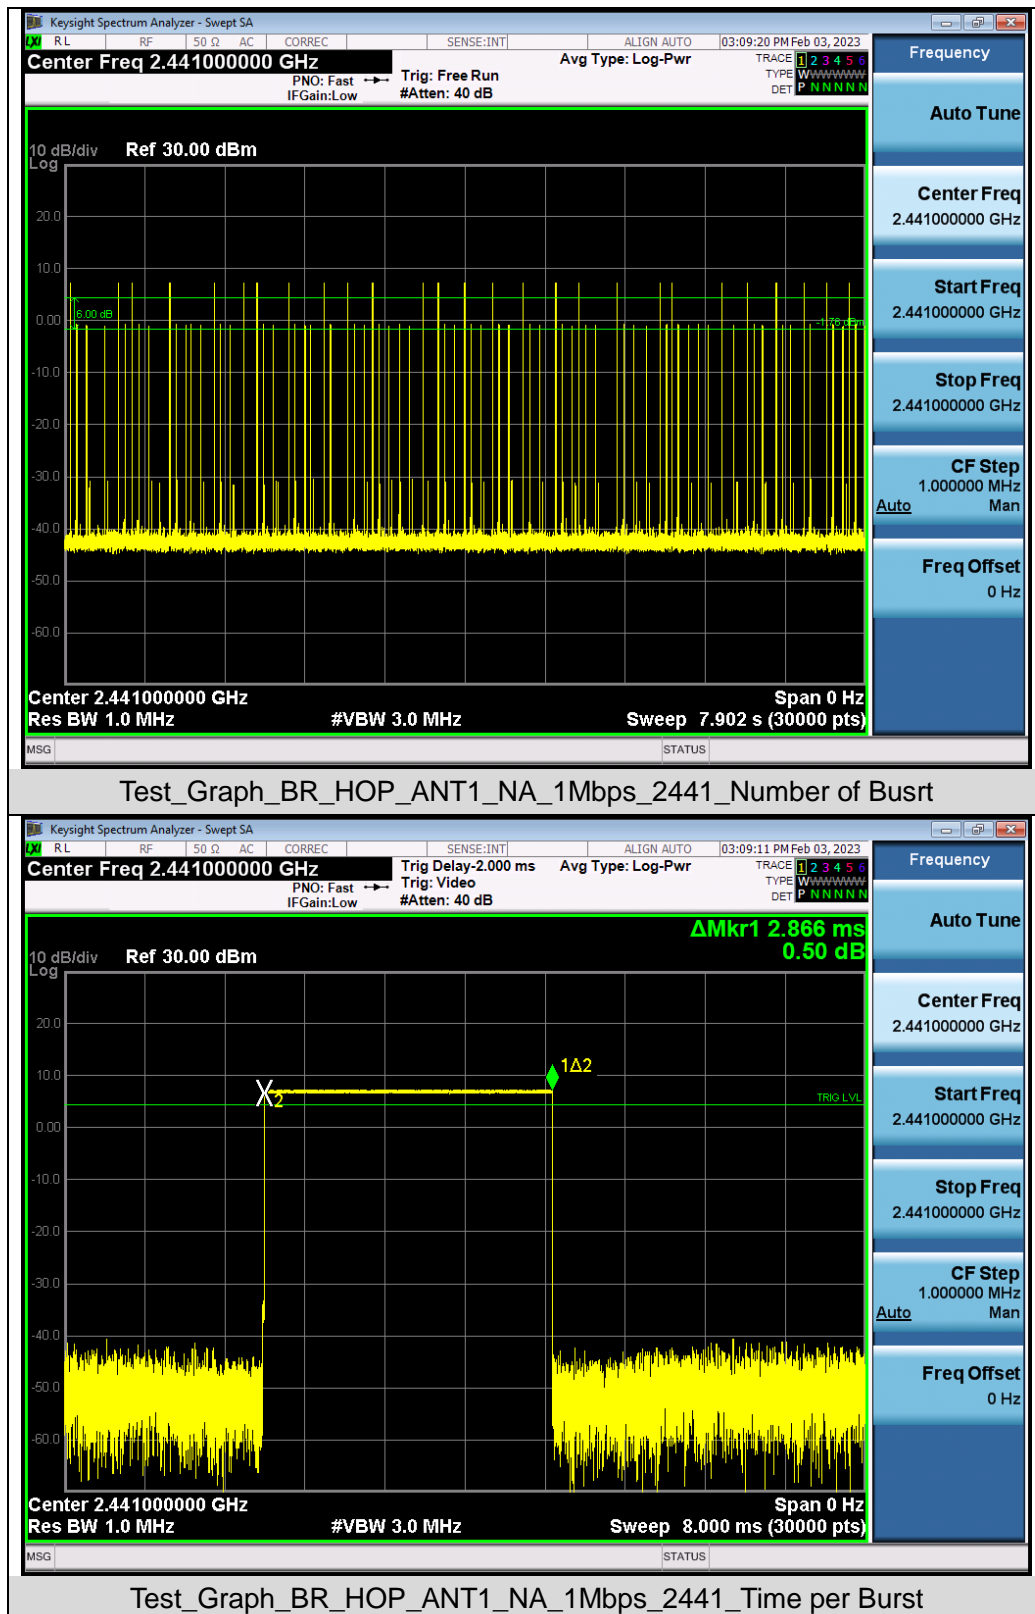 Keysight Spectrum Analyzer - Swept SA
LXI RL RF 50 Ω AC CORREC SENSE:INT ALIGN AUTO 03:09:20 PM Feb 03, 2023
Center Freq 2.441000000 GHz
PNO: Fast
IFGain:Low
Trig: Free Run
#Atten: 40 dB
Avg Type: Log-Pwr
TRACE 1 2 3 4 5 6
TYPE WWWWWW
DET P N N N N N
Frequency
Auto Tune
Center Freq
2.441000000 GHz
Start Freq
2.441000000 GHz
Stop Freq
2.441000000 GHz
CF Step
1.000000 MHz
Auto Man
Freq Offset
0 Hz
10 dB/div Ref 30.00 dBm
Log
20.0
10.0
6.00 dB
0.00
-1.76 dBm
-10.0
-20.0
-30.0
-40.0
-50.0
-60.0
Center 2.441000000 GHz Span 0 Hz
Res BW 1.0 MHz #VBW 3.0 MHz Sweep 7.902 s (30000 pts)
MSG STATUS
Test_Graph_BR_HOP_ANT1_NA_1Mbps_2441_Number of Busrt
Keysight Spectrum Analyzer - Swept SA
LXI RL RF 50 Ω AC CORREC SENSE:INT ALIGN AUTO 03:09:11 PM Feb 03, 2023
Center Freq 2.441000000 GHz
PNO: Fast
IFGain:Low
Trig Delay-2.000 ms
Trig: Video
#Atten: 40 dB
Avg Type: Log-Pwr
TRACE 1 2 3 4 5 6
TYPE WWWWWW
DET P N N N N N
Frequency
Auto Tune
Center Freq
2.441000000 GHz
Start Freq
2.441000000 GHz
Stop Freq
2.441000000 GHz
CF Step
1.000000 MHz
Auto Man
Freq Offset
0 Hz
ΔMkr1 2.866 ms
0.50 dB
10 dB/div Ref 30.00 dBm
Log
20.0
10.0
1Δ2
2
TRIG LVL
0.00
-10.0
-20.0
-30.0
-40.0
-50.0
-60.0
Center 2.441000000 GHz Span 0 Hz
Res BW 1.0 MHz #VBW 3.0 MHz Sweep 8.000 ms (30000 pts)
MSG STATUS
Test_Graph_BR_HOP_ANT1_NA_1Mbps_2441_Time per Burst